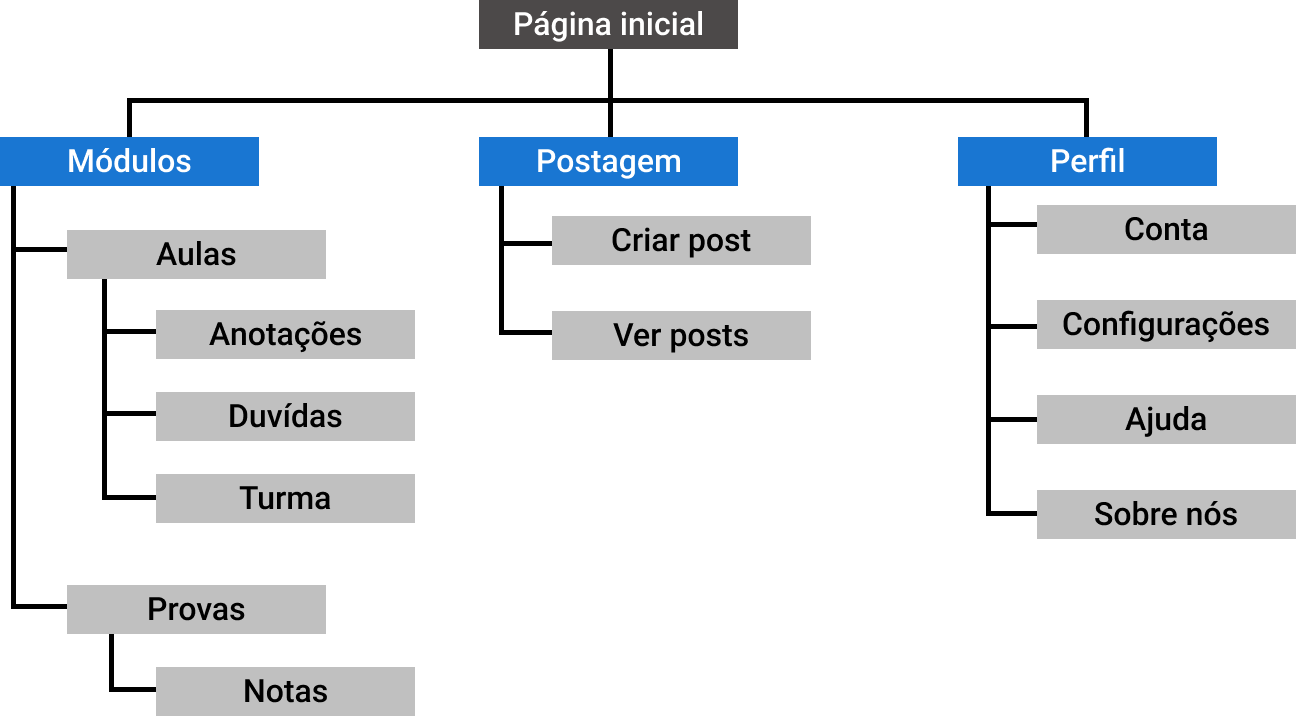 Página inicial
Módulos
Postagem
Perfil
Aulas
Anotações
Duvídas
Turma
Provas
Notas
Criar post
Ver posts
Conta
Configurações
Ajuda
Sobre nós